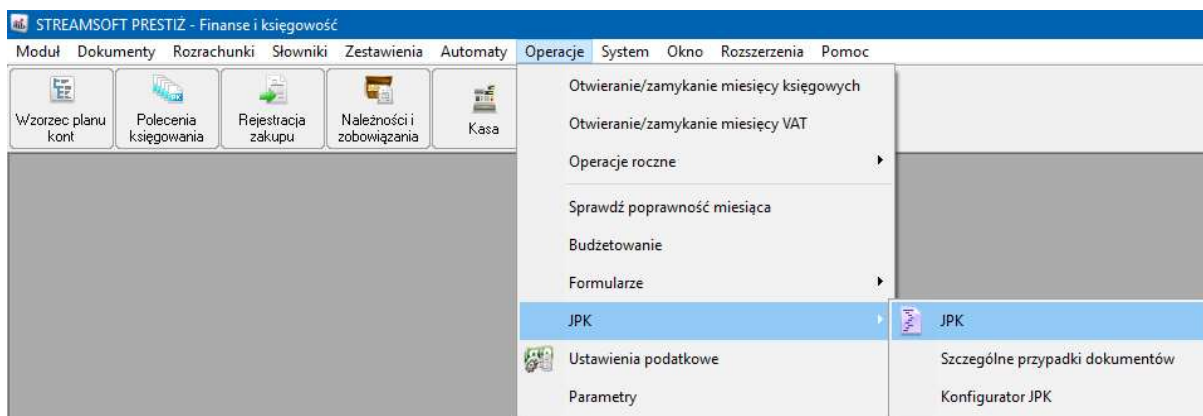 STREAMSOFT PRESTIŻ - Finanse i księgowość
Moduł Dokumenty Rozrachunki Słowniki Zestawienia Automaty Operacje System Okno Rozszerzenia Pomoc
Wzorzec planu kont
Polecenia księgowania
Rejestracja zakupu
Należności i zobowiązania
Kasa
Otwieranie/zamykanie miesięcy księgowych
Otwieranie/zamykanie miesięcy VAT
Operacje roczne
Sprawdź poprawność miesiąca
Budżetowanie
Formularze
JPK
Ustawienia podatkowe
Parametry
JPK
Szczególne przypadki dokumentów
Konfigurator JPK